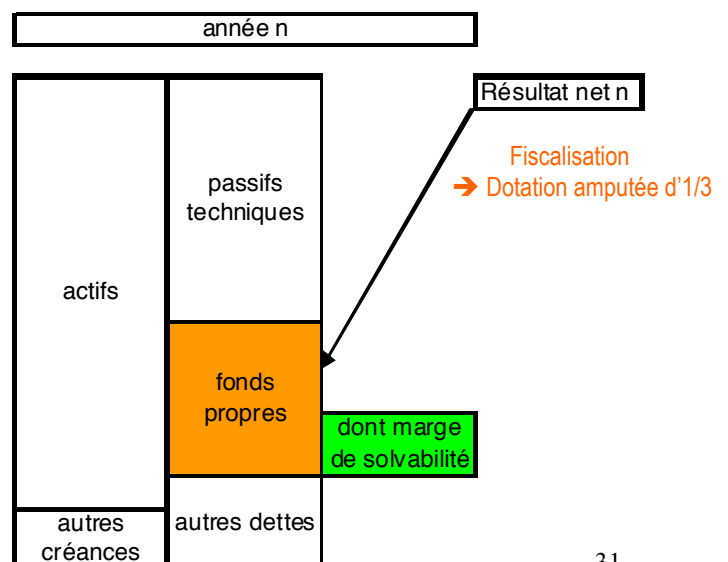 année n
Résultat net n
Fiscalisation
➔ Dotation amputée d'1/3
passifs
techniques
actifs
fonds
propres
dont marge
de solvabilité
autres
créances
autres dettes
31